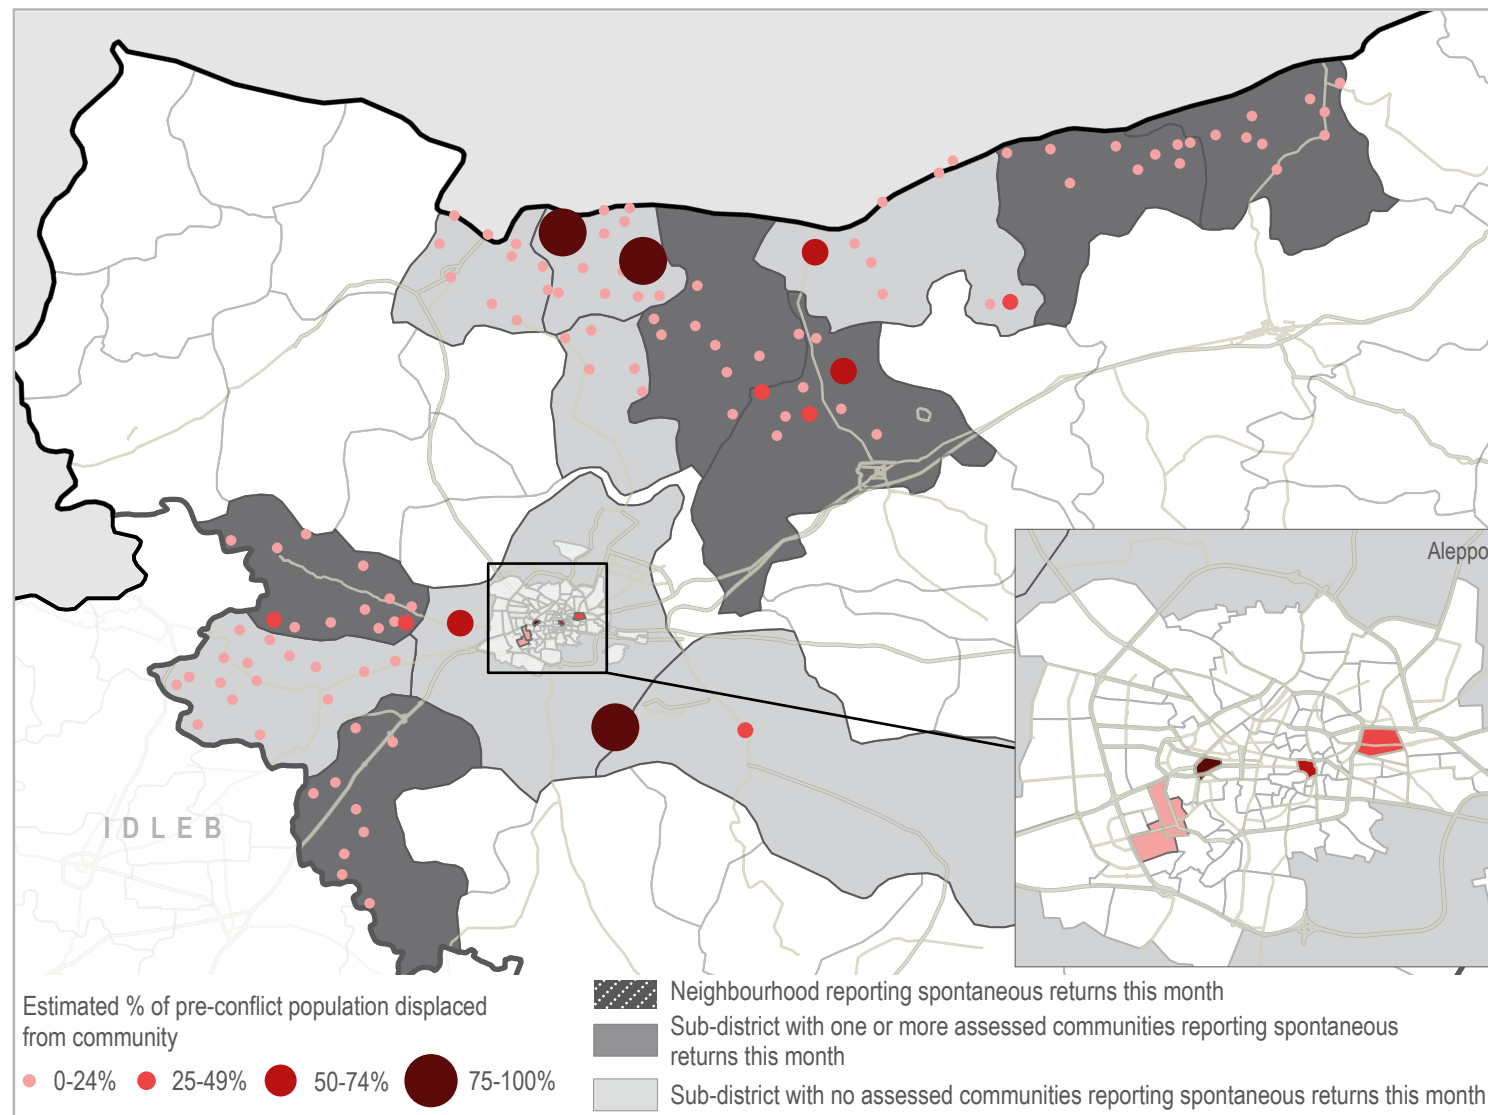 Aleppo
IDLEB
Estimated % of pre-conflict population displaced
from community
0-24%
25-49%
50-74%
75-100%
Neighbourhood reporting spontaneous returns this month
Sub-district with one or more assessed communities reporting spontaneous
returns this month
Sub-district with no assessed communities reporting spontaneous returns this month